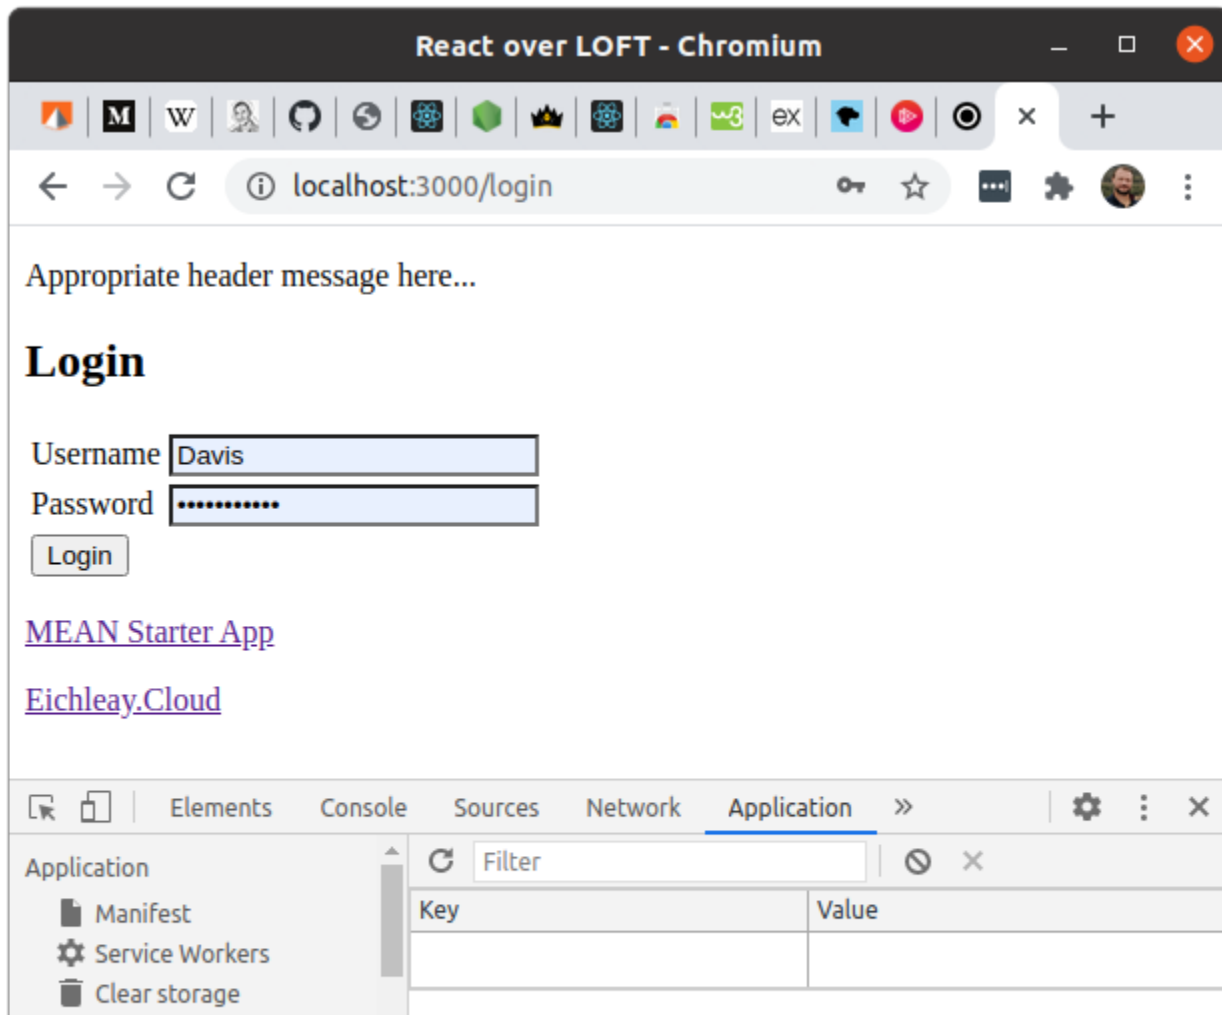 React over LOFT - Chromium
M W w3 ex
localhost:3000/login
Appropriate header message here...
Login
Username Davis
Password •••••••••••
Login
MEAN Starter App
Eichleay.Cloud
Elements Console Sources Network Application »
Application
Filter
Key Value
Manifest
Service Workers
Clear storage